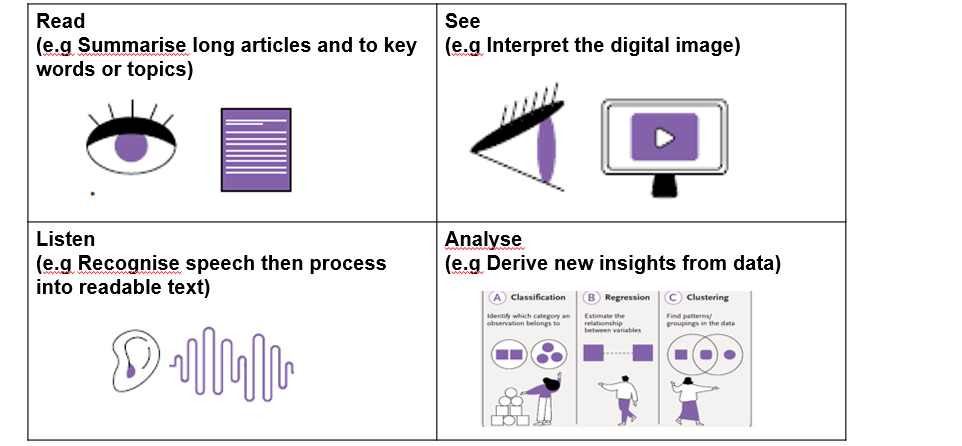 Read
(e.g Summarise long articles and to key
words or topics)
See
(e.g Interpret the digital image)
Listen
(e.g Recognise speech then process
into readable text)
Analyse
(e.g Derive new insights from data)
A Classification
Identify which category an
observation belongs to
B Regression
Estimate the
relationship
between variables
C Clustering
Find patterns/
groupings in the data